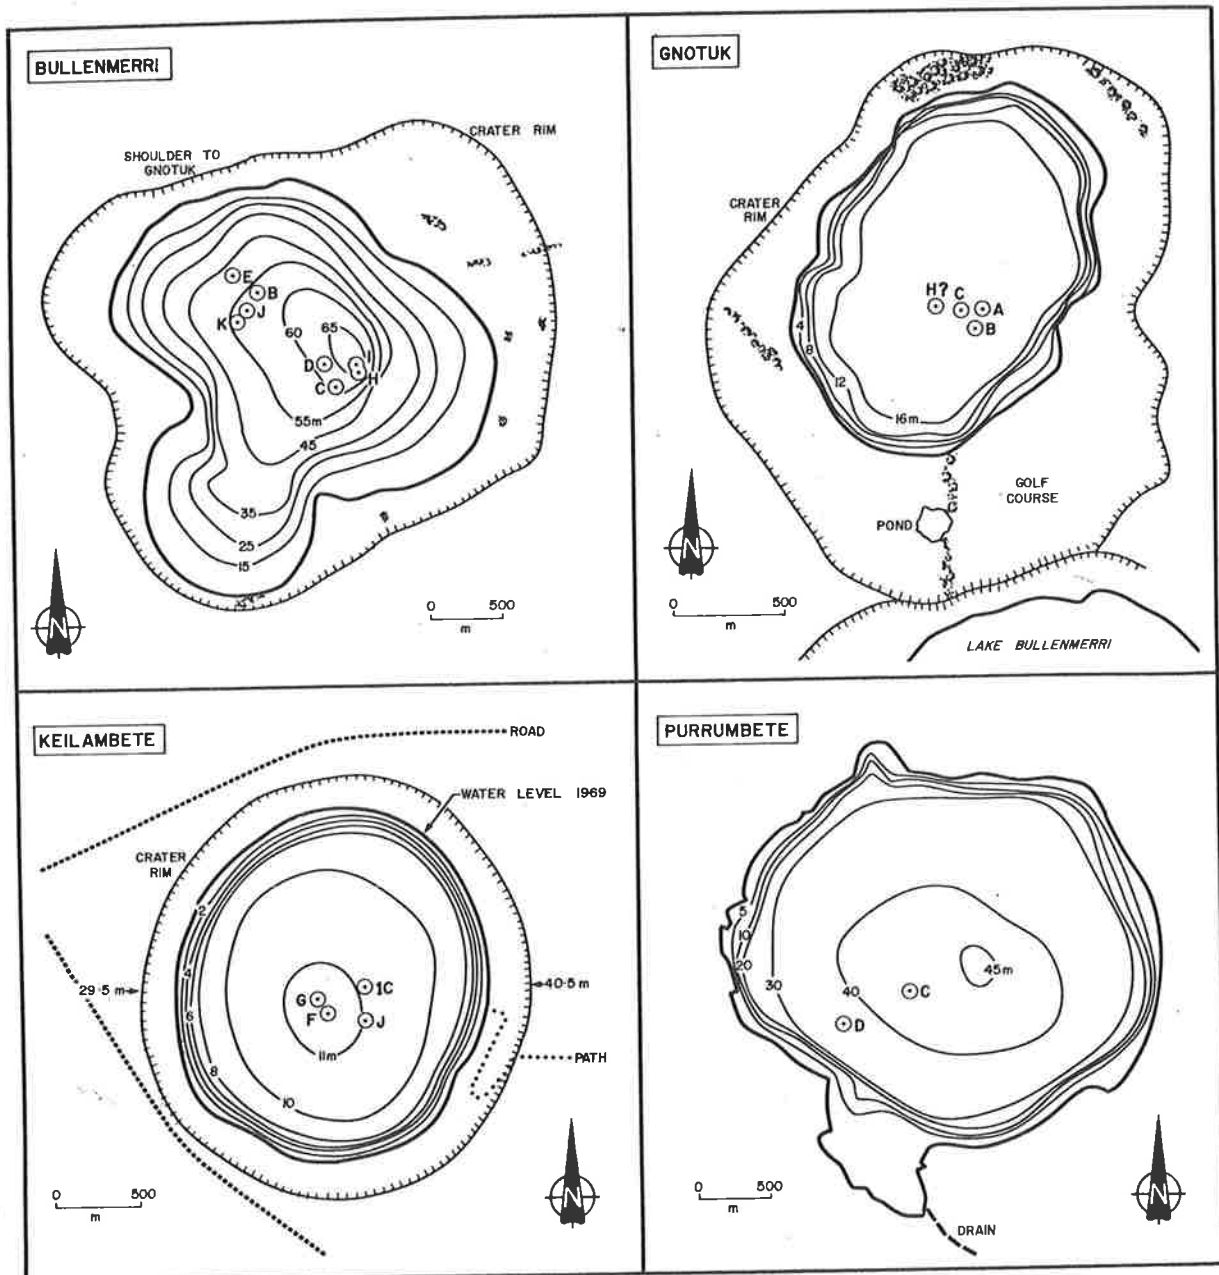 BULLENMERRI
CRATER RIM
SHOULDER TO
GNOTUK
E
B
J
K
60
65
D
I
H
C
55m
45
35
25
15
N
0 500
m
GNOTUK
CRATER
RIM
H?
C
A
B
4
8
12
16m
GOLF
COURSE
POND
N
0 500
m
LAKE BULLENMERRI
KEILAMBETE
ROAD
WATER LEVEL 1969
CRATER
RIM
2
4
29·5 m
40·5 m
6
G
1C
F
J
11m
PATH
8
10
0 500
m
N
PURRUMBETE
5
10
20
45m
30
40
C
D
0 500
m
N
DRAIN